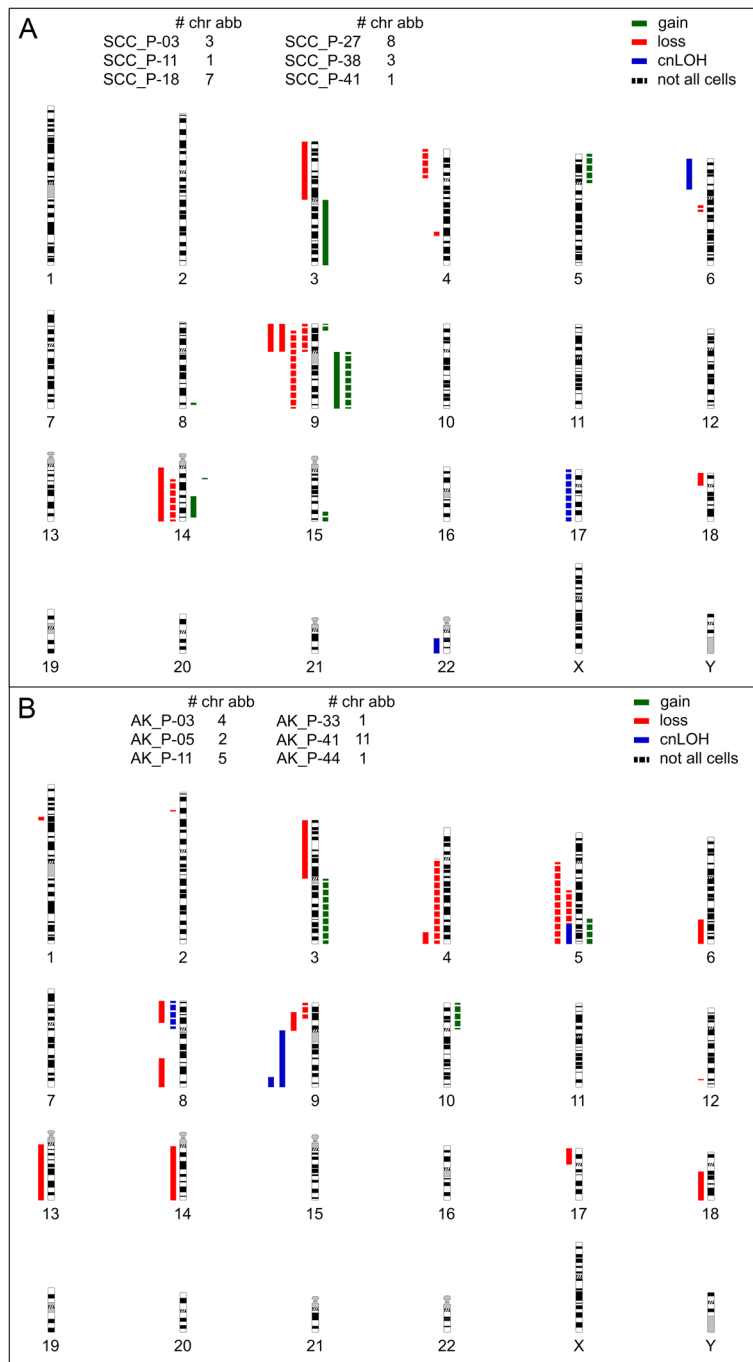 A
# chr abb # chr abb
SCC_P-03 3 SCC_P-27 8
SCC_P-11 1 SCC_P-38 3
SCC_P-18 7 SCC_P-41 1
gain
loss
cnLOH
not all cells
1 2 3 4 5 6
7 8 9 10 11 12
13 14 15 16 17 18
19 20 21 22 X Y
B
# chr abb # chr abb
AK_P-03 4 AK_P-33 1
AK_P-05 2 AK_P-41 11
AK_P-11 5 AK_P-44 1
gain
loss
cnLOH
not all cells
1 2 3 4 5 6
7 8 9 10 11 12
13 14 15 16 17 18
19 20 21 22 X Y